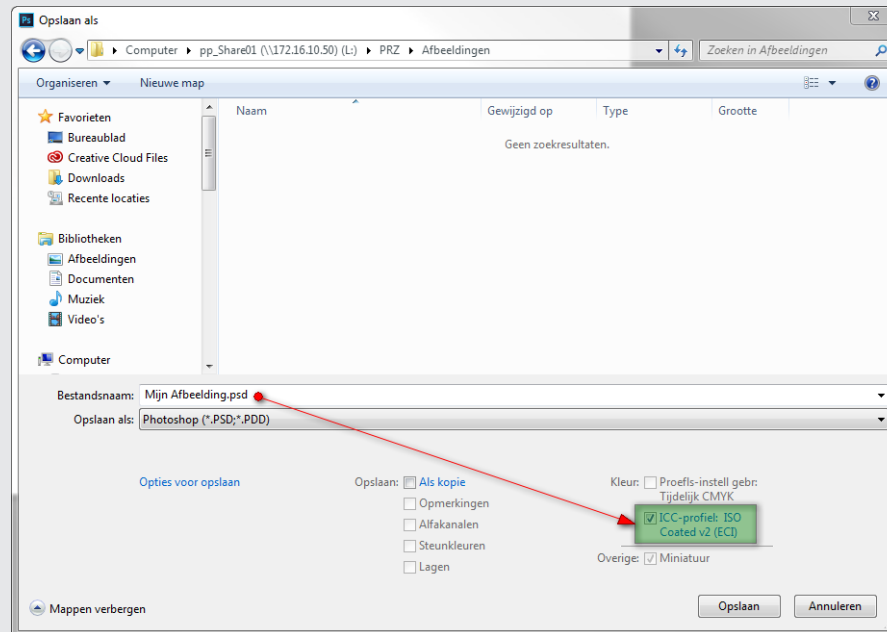 Ps Opslaan als
Computer pp_Share01 (\\172.16.10.50) (L:) PRZ Afbeeldingen
Zoeken in Afbeeldingen
Organiseren Nieuwe map
Favorieten
Bureaublad
Creative Cloud Files
Downloads
Recente locaties
Bibliotheken
Afbeeldingen
Documenten
Muziek
Video's
Computer
Naam Gewijzigd op Type Grootte
Geen zoekresultaten.
Bestandsnaam: Mijn Afbeelding.psd
Opslaan als: Photoshop (*.PSD;*.PDD)
Opties voor opslaan
Opslaan: Als kopie
Opmerkingen
Alfakanalen
Steunkleuren
Lagen
Kleur: Proefls-instell gebr:
Tijdelijk CMYK
ICC-profiel: ISO
Coated v2 (ECI)
Overige: Miniatuur
Mappen verbergen
Opslaan Annuleren